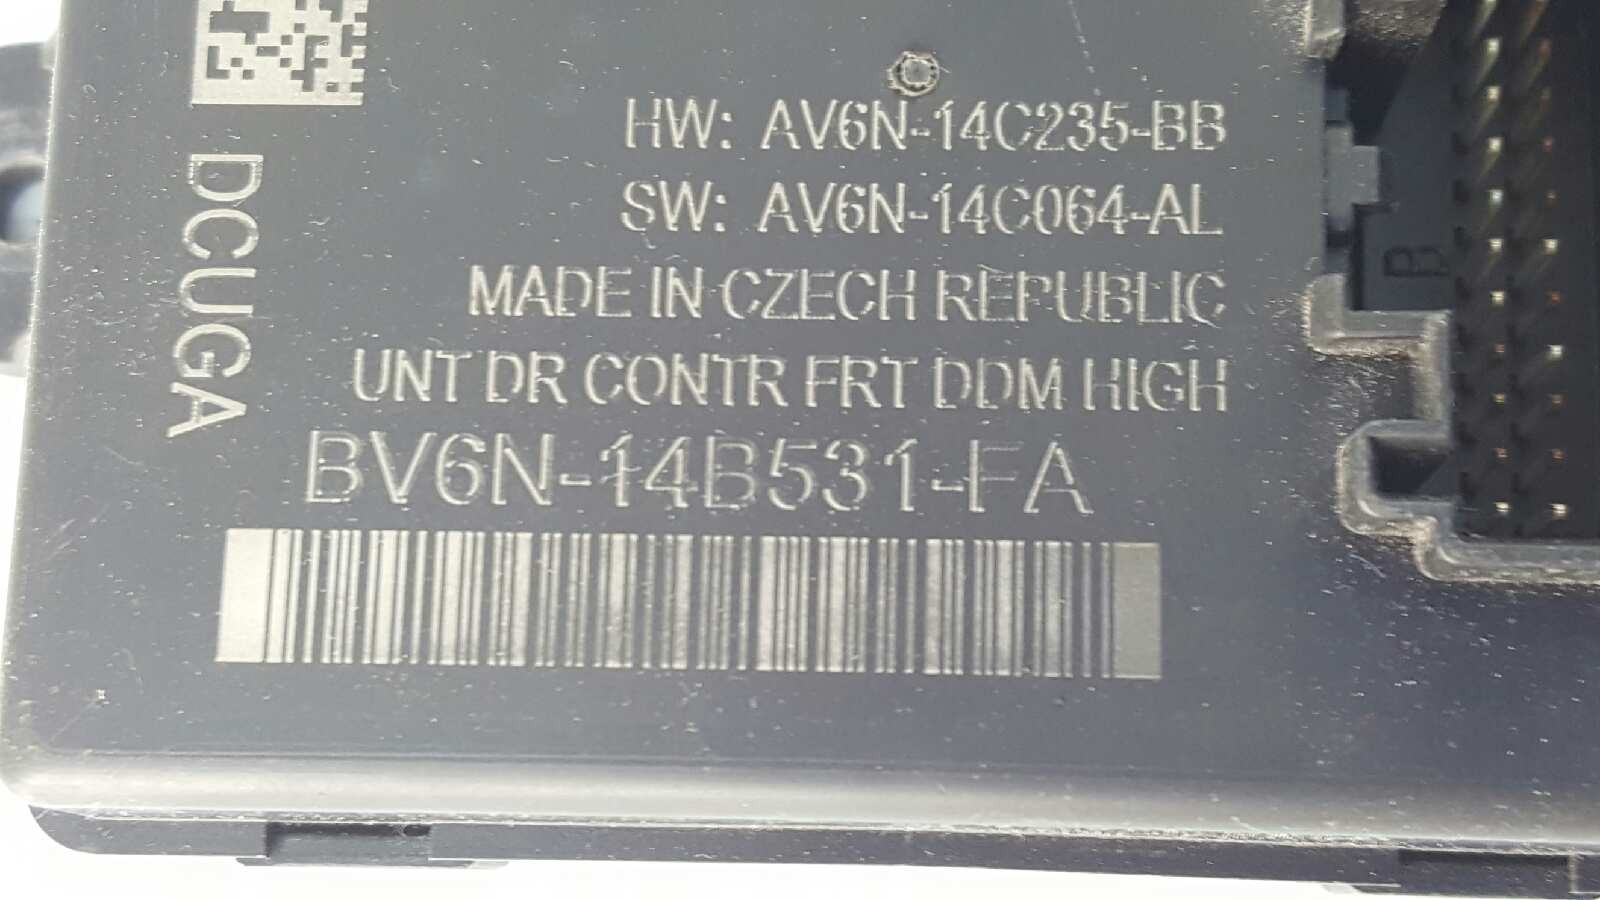 HW: AV6N-14C235-BB
SW: AV6N-14C064-AL
MADE IN CZECH REPUBLIC
UNT DR CONTR FRT DDM HIGH
BV6N-14B531-FA
DCUGA
B